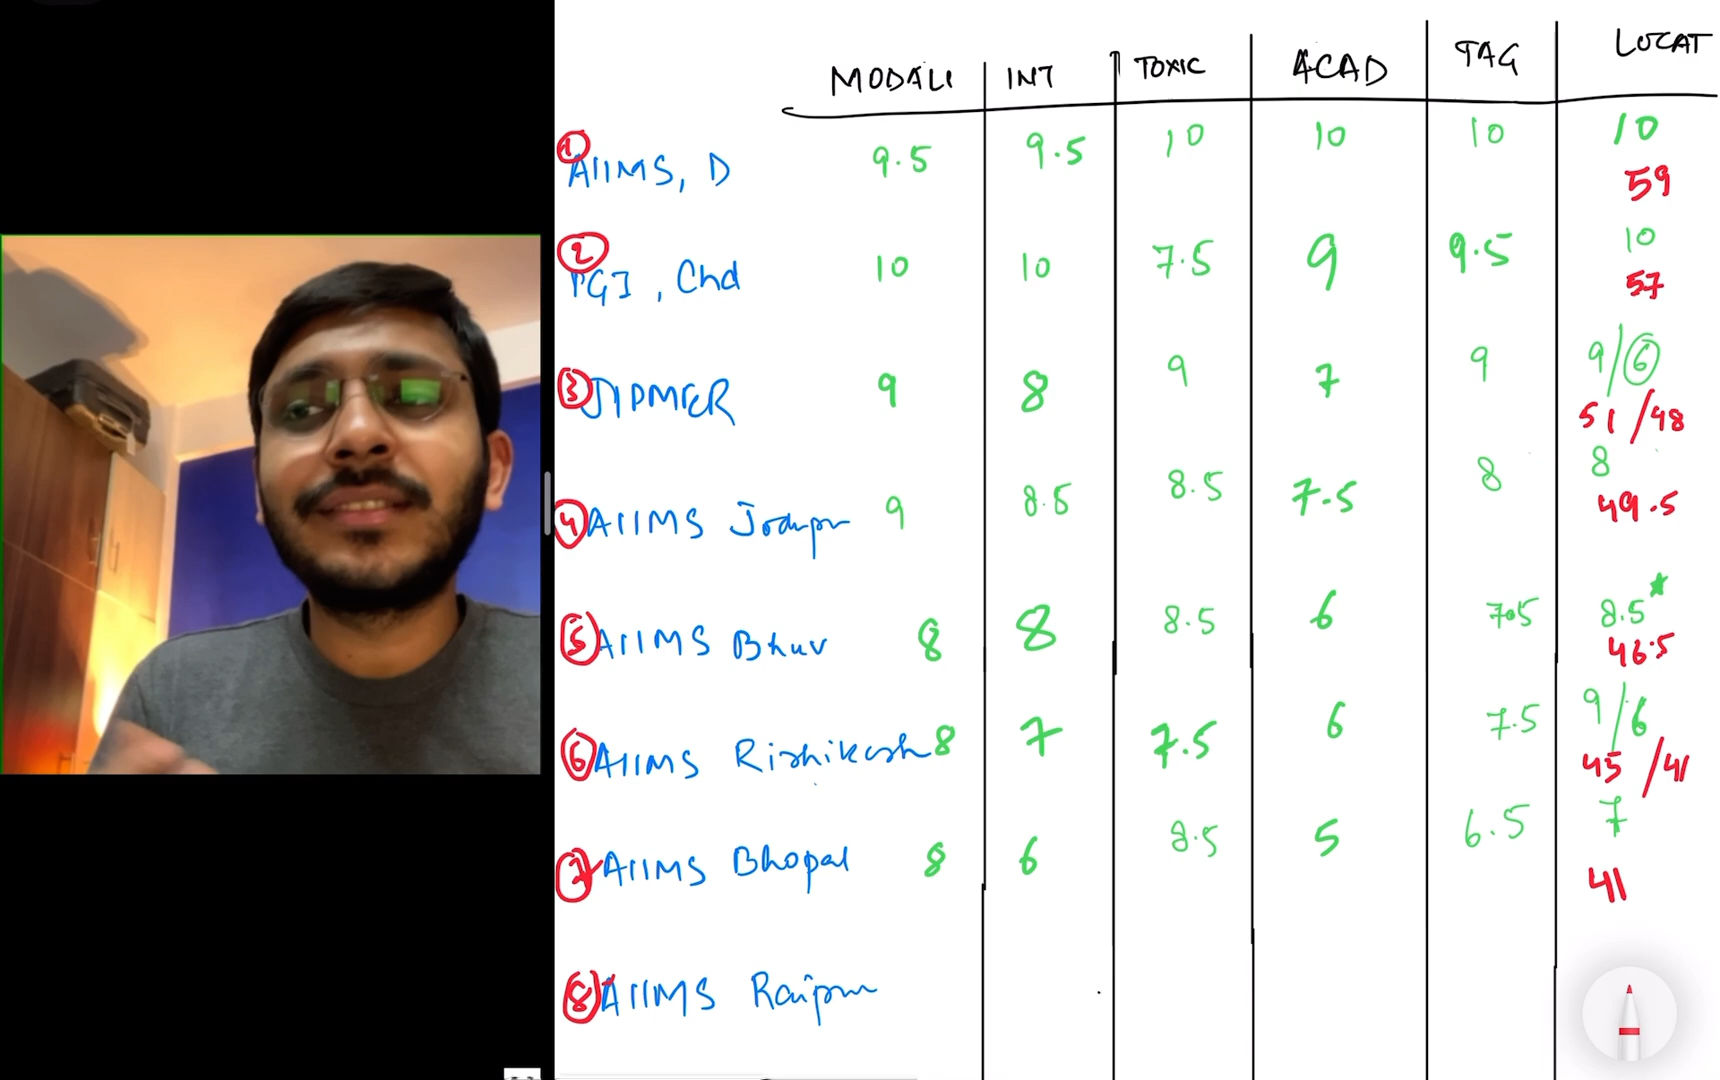 MODALI INT TOXIC ACAD TAG LOCAT
① AIIMS, D 9.5 9.5 10 10 10 10
59
② PGI, Chd 10 10 7.5 9 9.5 10
57
③ JIPMER 9 8 9 7 9 9/6
51/48
④ AIIMS Jodhpur 9 8.5 8.5 7.5 8 8
49.5
⑤ AIIMS Bhuv 8 8 8.5 6 7.5 8.5*
46.5
⑥ AIIMS Rishikesh 8 7 7.5 6 7.5 9/6
45/41
⑦ AIIMS Bhopal 8 6 8.5 5 6.5 7
41
⑧ AIIMS Raipur